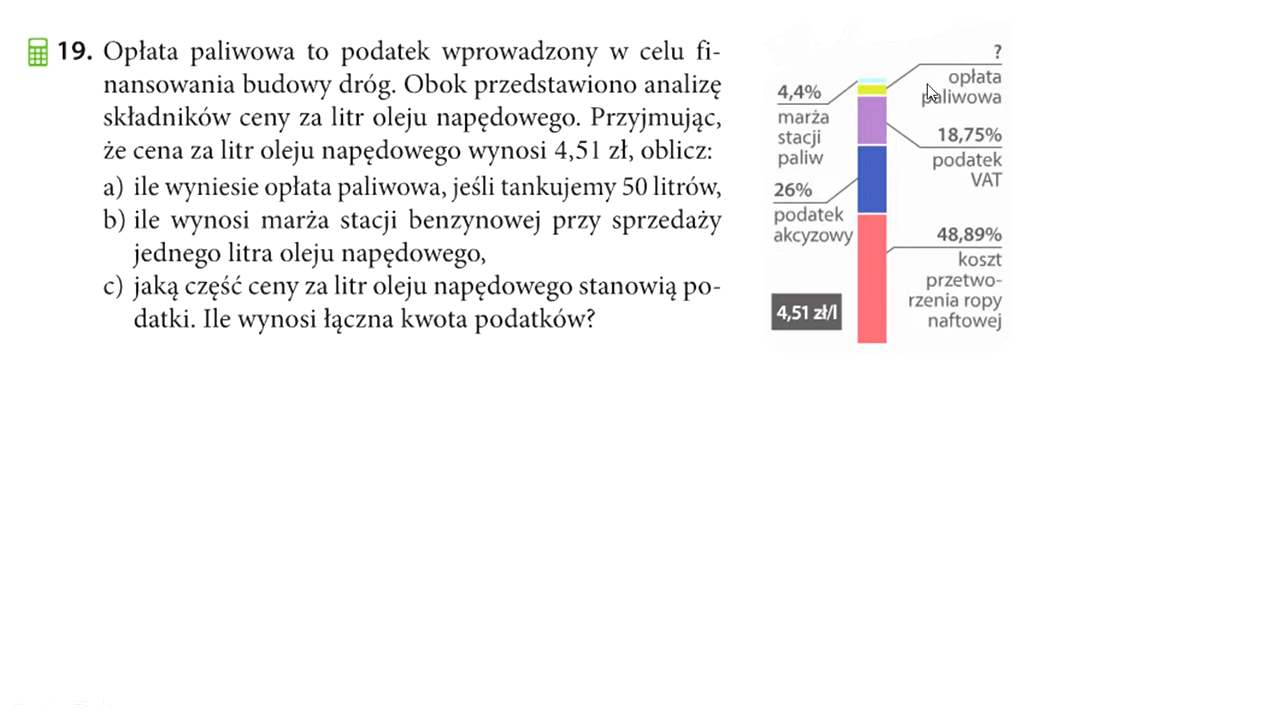 19. Opłata paliwowa to podatek wprowadzony w celu fi-
nansowania budowy dróg. Obok przedstawiono analizę
składników ceny za litr oleju napędowego. Przyjmując,
że cena za litr oleju napędowego wynosi 4,51 zł, oblicz:
a) ile wyniesie opłata paliwowa, jeśli tankujemy 50 litrów,
b) ile wynosi marża stacji benzynowej przy sprzedaży
jednego litra oleju napędowego,
c) jaką część ceny za litr oleju napędowego stanowią po-
datki. Ile wynosi łączna kwota podatków?
4,4%
marża
stacji
paliw
26%
podatek
akcyzowy
4,51 zł/l
?
opłata
paliwowa
18,75%
podatek
VAT
48,89%
koszt
przetwo-
rzenia ropy
naftowej